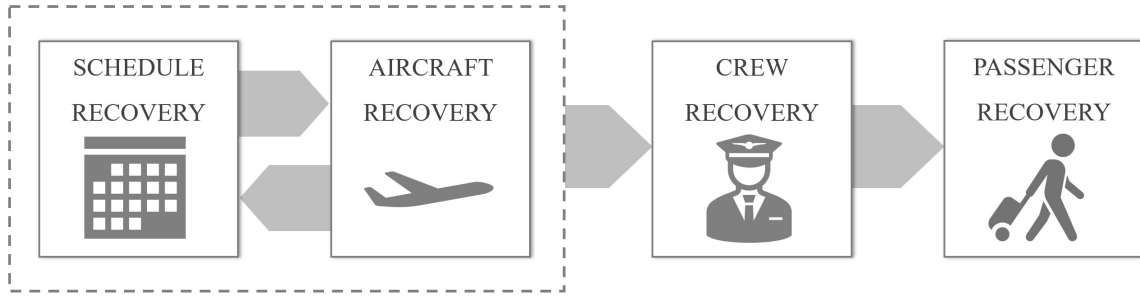 SCHEDULE
RECOVERY
AIRCRAFT
RECOVERY
CREW
RECOVERY
PASSENGER
RECOVERY